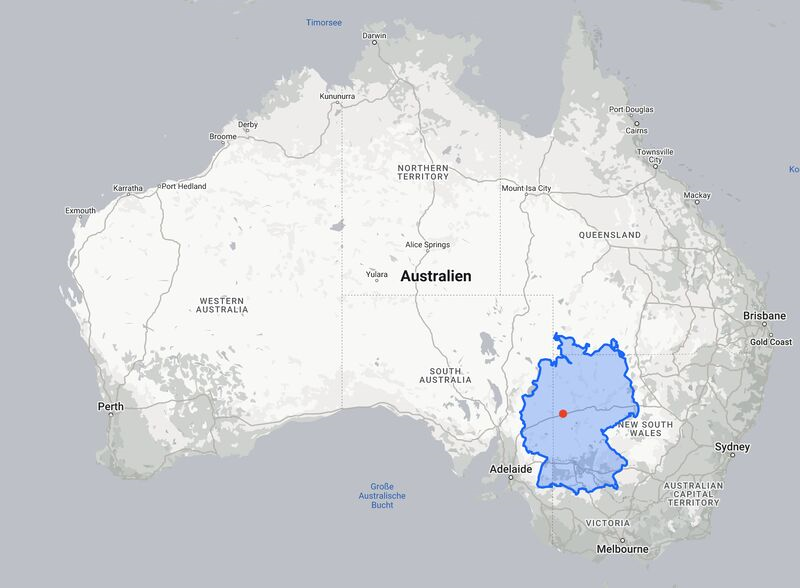 Timorsee
Darwin
Kununurra
Port Douglas
Cairns
Derby
Broome
Townsville
City
NORTHERN
TERRITORY
Karratha
Port Hedland
Mount Isa City
Mackay
Exmouth
Ko
QUEENSLAND
Alice Springs
Yulara
Australien
WESTERN
AUSTRALIA
Brisbane
Gold Coast
SOUTH
AUSTRALIA
Perth
NEW SOUTH
WALES
Sydney
Adelaide
Große
Australische
Bucht
AUSTRALIAN
CAPITAL
TERRITORY
VICTORIA
Melbourne